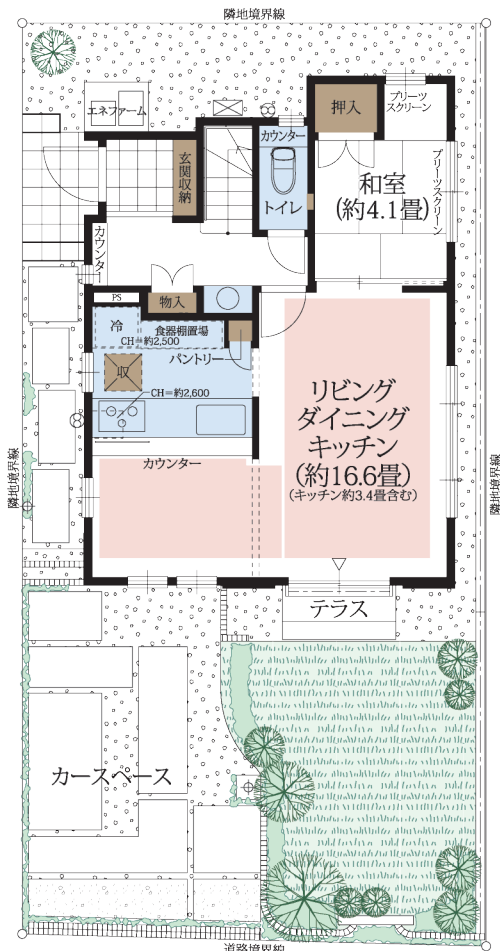 隣地境界線
エネファーム
玄関収納
カウンター
トイレ
押入
プリーツ
スクリーン
和室
(約4.1畳)
プリーツスクリーン
カウンター
PS
物入
冷
食器棚置場
CH=約2,500
パントリー
収
CH=約2,600
カウンター
リビング
ダイニング
キッチン
(約16.6畳)
(キッチン約3.4畳含む)
隣地境界線
隣地境界線
テラス
カースペース
道路境界線